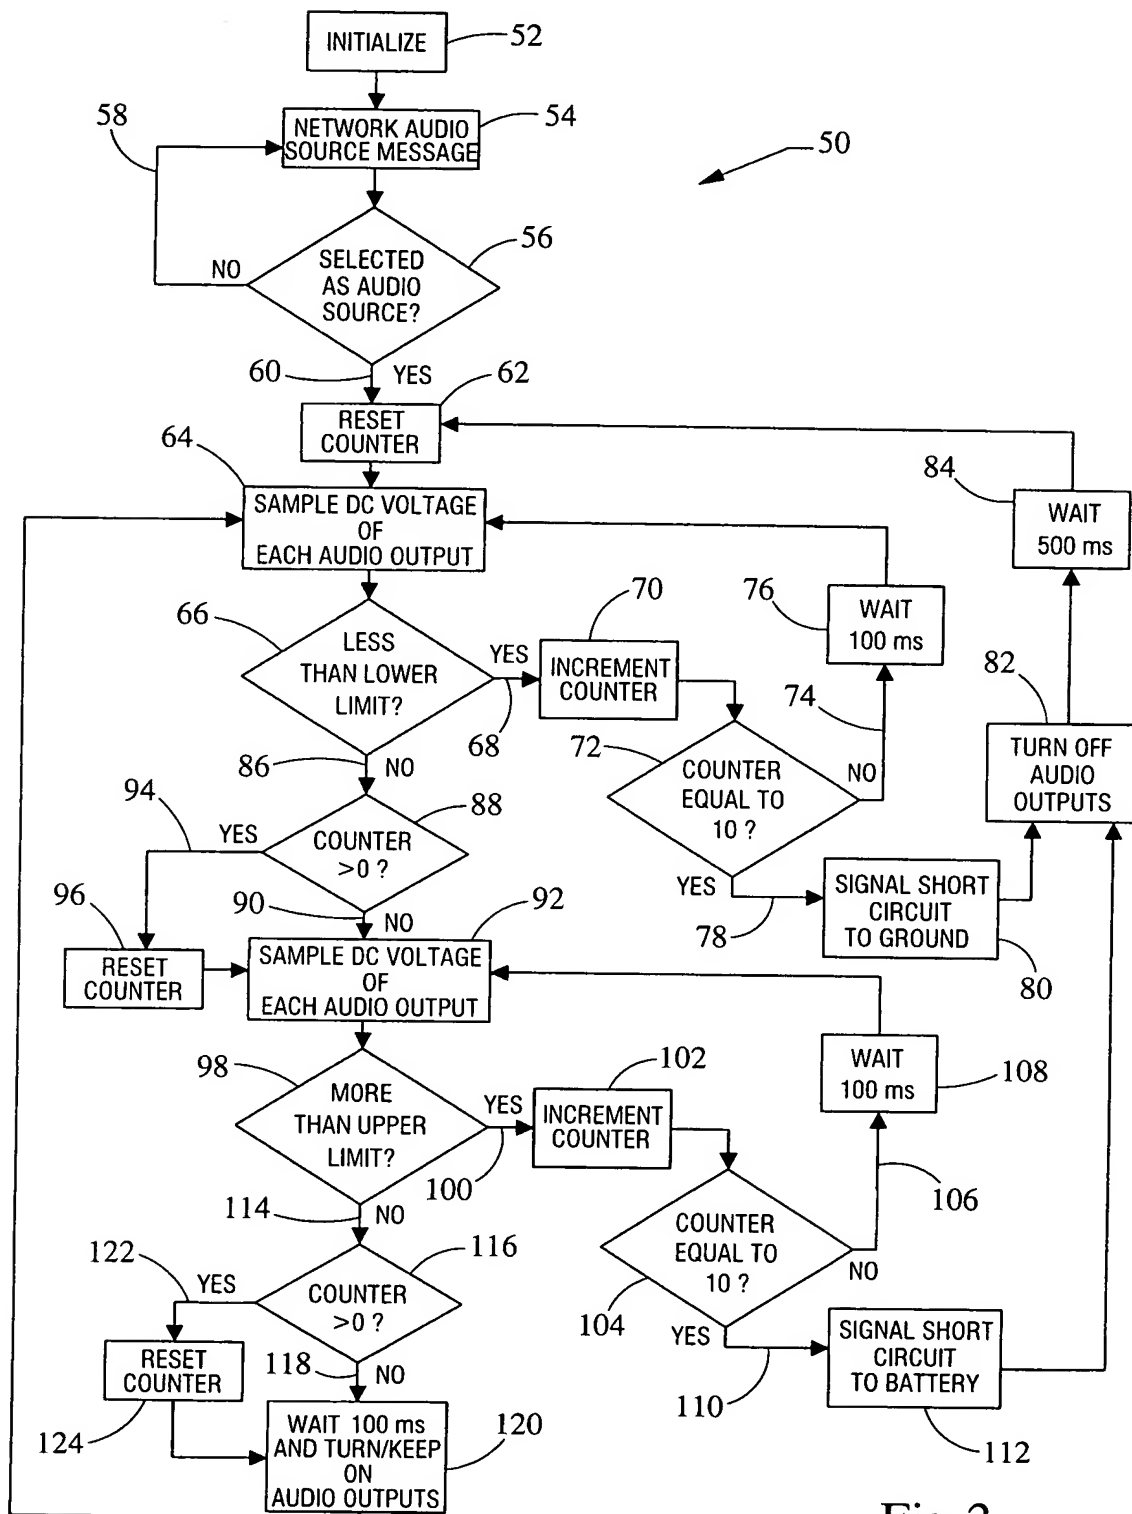 INITIALIZE
52
NETWORK AUDIO
SOURCE MESSAGE
54
58
50
56
SELECTED
AS AUDIO
SOURCE?
NO
60
YES
62
RESET
COUNTER
64
84
SAMPLE DC VOLTAGE
OF
EACH AUDIO OUTPUT
WAIT
500 ms
66
70
76
WAIT
100 ms
LESS
THAN LOWER
LIMIT?
YES
INCREMENT
COUNTER
82
68
72
74
86
NO
COUNTER
EQUAL TO
10 ?
NO
TURN OFF
AUDIO
OUTPUTS
94
88
YES
COUNTER
>0 ?
YES
SIGNAL SHORT
CIRCUIT
TO GROUND
96
90
NO
92
78
80
RESET
COUNTER
SAMPLE DC VOLTAGE
OF
EACH AUDIO OUTPUT
98
102
WAIT
100 ms
108
MORE
THAN UPPER
LIMIT?
YES
INCREMENT
COUNTER
100
106
114
NO
COUNTER
EQUAL TO
10 ?
NO
122
116
YES
COUNTER
>0 ?
104
YES
SIGNAL SHORT
CIRCUIT
TO BATTERY
RESET
COUNTER
118
NO
110
124
WAIT 100 ms
AND TURN/KEEP
ON
AUDIO OUTPUTS
120
112